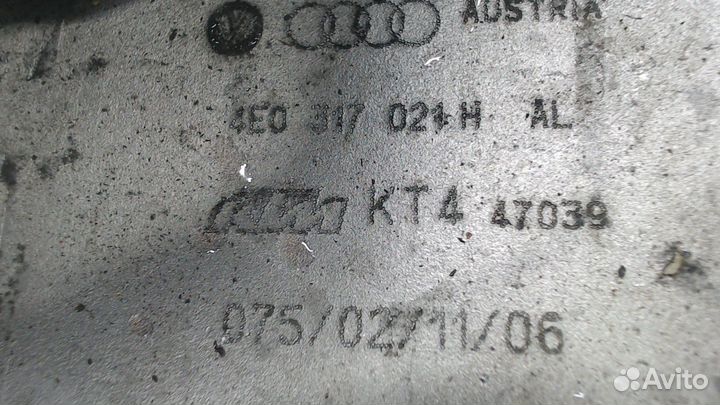 AUSTRIA
4E0 317 021 H AL
KT4 47039
075/02/11/06
Avito